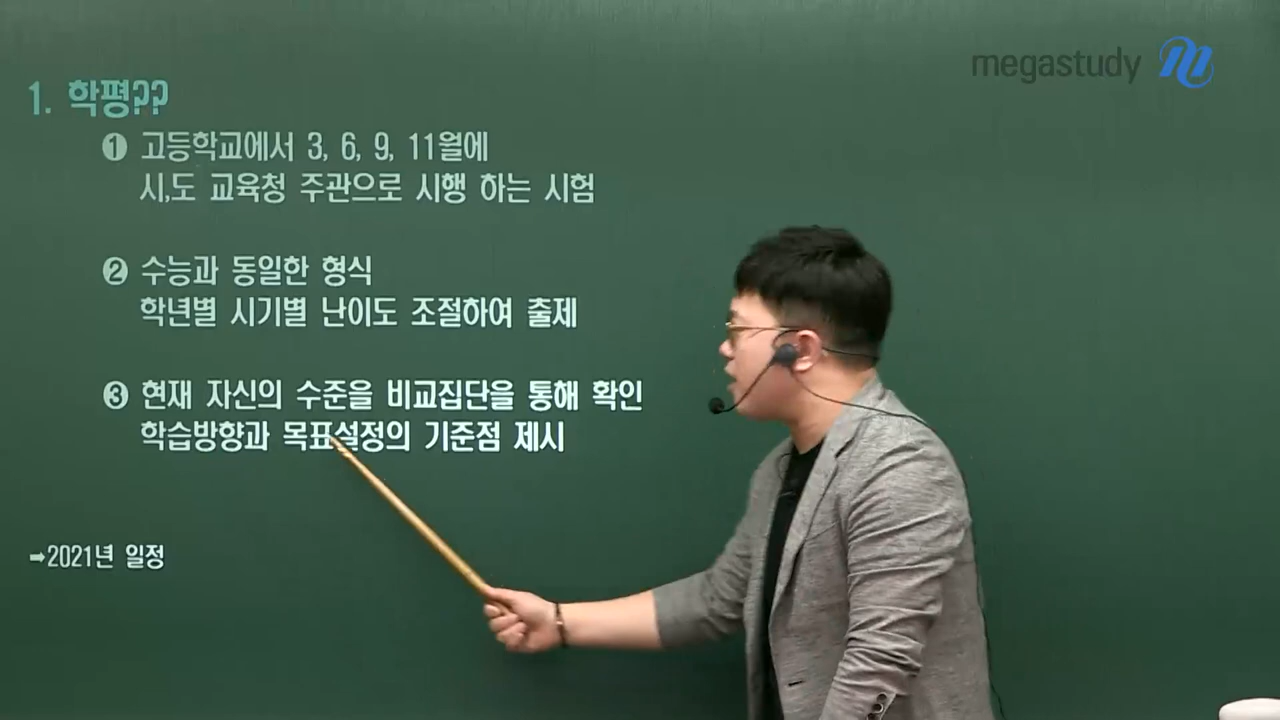 megastudy
1. 학평??
❶ 고등학교에서 3, 6, 9, 11월에
시,도 교육청 주관으로 시행 하는 시험
❷ 수능과 동일한 형식
학년별 시기별 난이도 조절하여 출제
❸ 현재 자신의 수준을 비교집단을 통해 확인
학습방향과 목표설정의 기준점 제시
➡2021년 일정